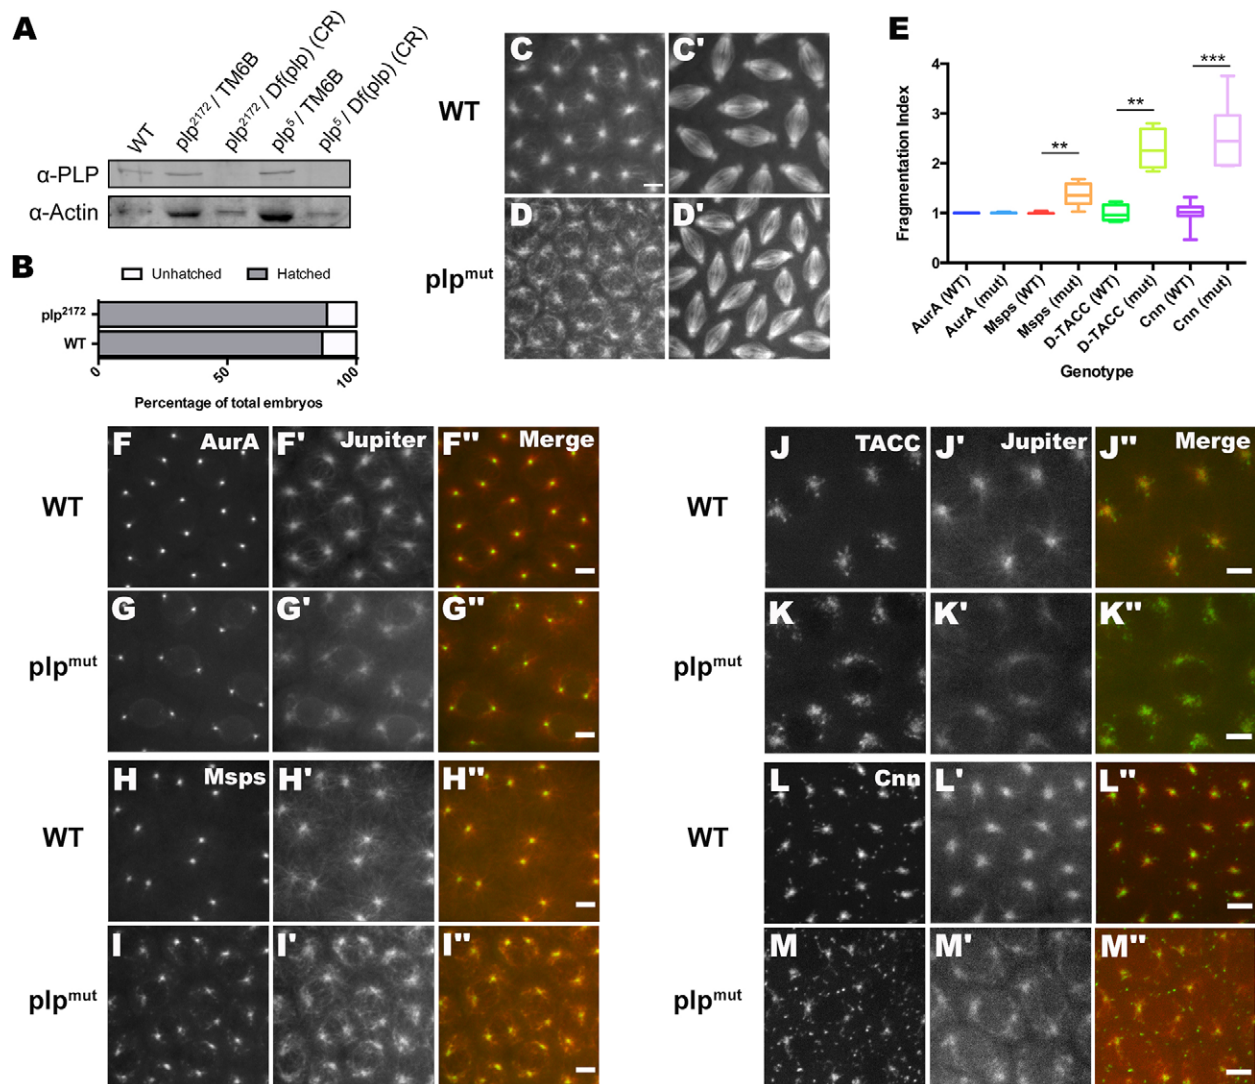 A
WT
plp2172 / TM6B
plp2172 / Df(plp) (CR)
plp5 / TM6B
plp5 / Df(plp) (CR)
α-PLP
α-Actin
B
Unhatched
Hatched
plp2172
WT
0
50
100
Percentage of total embryos
WT
C
C'
plpmut
D
D'
E
Fragmentation Index
4
3
2
1
0
**
**
***
AurA (WT)
AurA (mut)
Msps (WT)
Msps (mut)
D-TACC (WT)
D-TACC (mut)
Cnn (WT)
Cnn (mut)
Genotype
WT
F AurA
F' Jupiter
F'' Merge
plpmut
G
G'
G''
WT
H Msps
H'
H''
plpmut
I
I'
I''
WT
J TACC
J' Jupiter
J'' Merge
plpmut
K
K'
K''
WT
L Cnn
L'
L''
plpmut
M
M'
M''